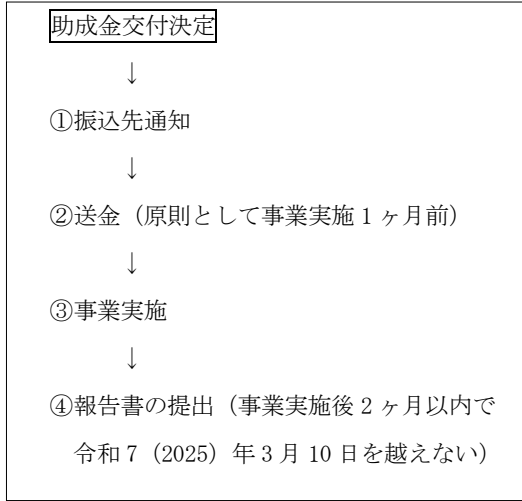 助成金交付決定
↓
①振込先通知
↓
②送金（原則として事業実施 1 ヶ月前）
↓
③事業実施
↓
④報告書の提出（事業実施後 2 ヶ月以内で
令和 7（2025）年 3 月 10 日を越えない）